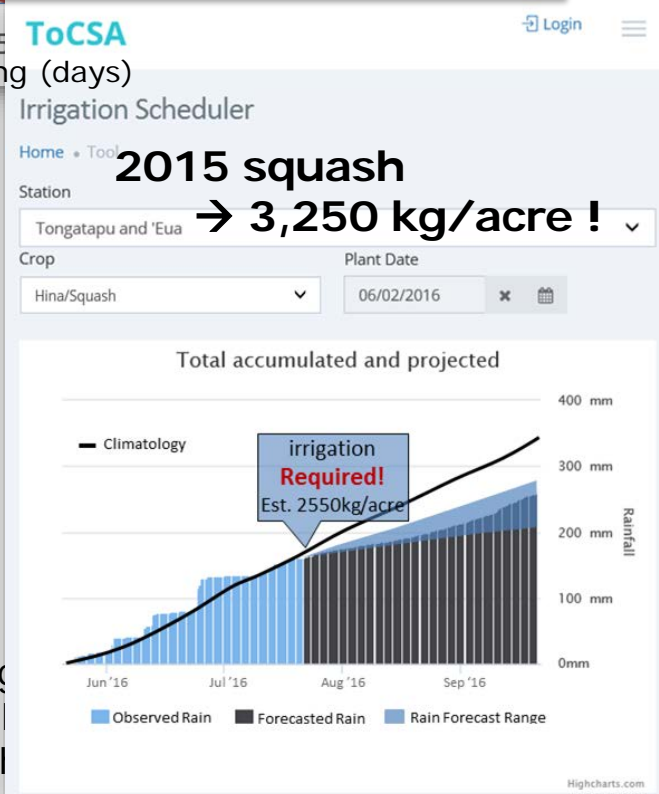 ToCSA
Login
ng (days)
Irrigation Scheduler
Home • Tool
2015 squash
→ 3,250 kg/acre !
Station
Tongatapu and 'Eua
Crop
Plant Date
Hina/Squash
06/02/2016
Total accumulated and projected
400 mm
Climatology
irrigation
Required!
Est. 2550kg/acre
300 mm
200 mm
Rainfall
100 mm
0mm
Jun '16
Jul '16
Aug '16
Sep '16
Observed Rain
Forecasted Rain
Rain Forecast Range
Highcharts.com